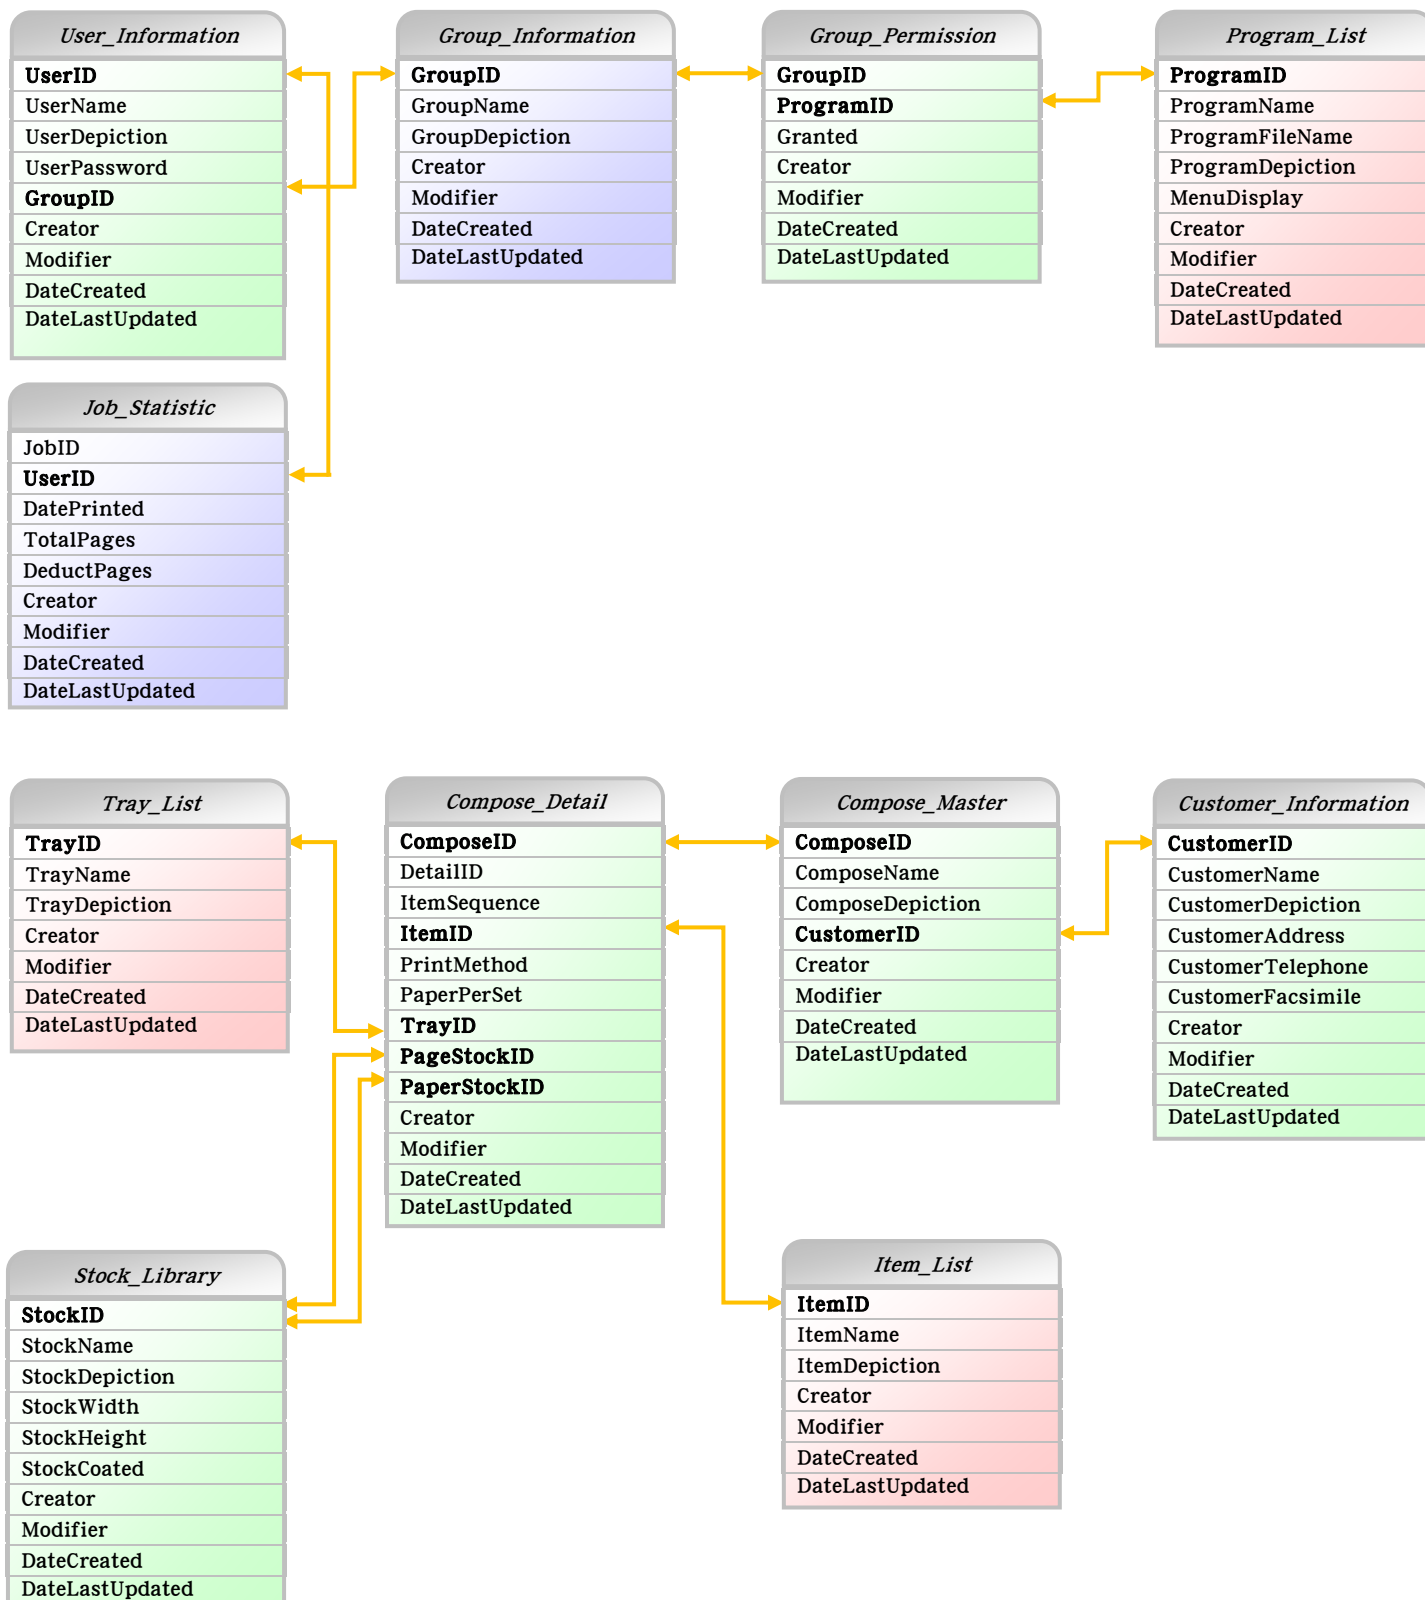 User_Information
UserID
UserName
UserDepiction
UserPassword
GroupID
Creator
Modifier
DateCreated
DateLastUpdated
Group_Information
GroupID
GroupName
GroupDepiction
Creator
Modifier
DateCreated
DateLastUpdated
Group_Permission
GroupID
ProgramID
Granted
Creator
Modifier
DateCreated
DateLastUpdated
Program_List
ProgramID
ProgramName
ProgramFileName
ProgramDepiction
MenuDisplay
Creator
Modifier
DateCreated
DateLastUpdated
Job_Statistic
JobID
UserID
DatePrinted
TotalPages
DeductPages
Creator
Modifier
DateCreated
DateLastUpdated
Tray_List
TrayID
TrayName
TrayDepiction
Creator
Modifier
DateCreated
DateLastUpdated
Compose_Detail
ComposeID
DetailID
ItemSequence
ItemID
PrintMethod
PaperPerSet
TrayID
PageStockID
PaperStockID
Creator
Modifier
DateCreated
DateLastUpdated
Compose_Master
ComposeID
ComposeName
ComposeDepiction
CustomerID
Creator
Modifier
DateCreated
DateLastUpdated
Customer_Information
CustomerID
CustomerName
CustomerDepiction
CustomerAddress
CustomerTelephone
CustomerFacsimile
Creator
Modifier
DateCreated
DateLastUpdated
Stock_Library
StockID
StockName
StockDepiction
StockWidth
StockHeight
StockCoated
Creator
Modifier
DateCreated
DateLastUpdated
Item_List
ItemID
ItemName
ItemDepiction
Creator
Modifier
DateCreated
DateLastUpdated